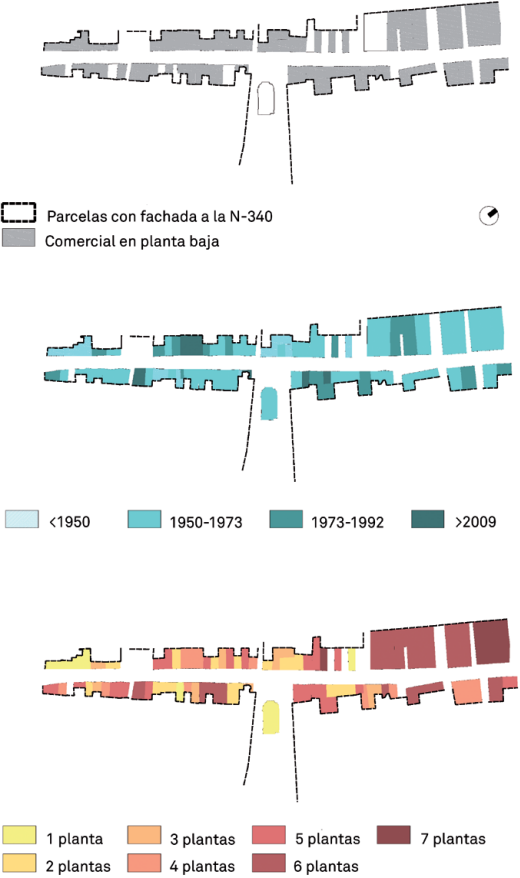 Parcelas con fachada a la N-340
Comercial en planta baja
<1950 1950-1973 1973-1992 >2009
1 planta 3 plantas 5 plantas 7 plantas
2 plantas 4 plantas 6 plantas